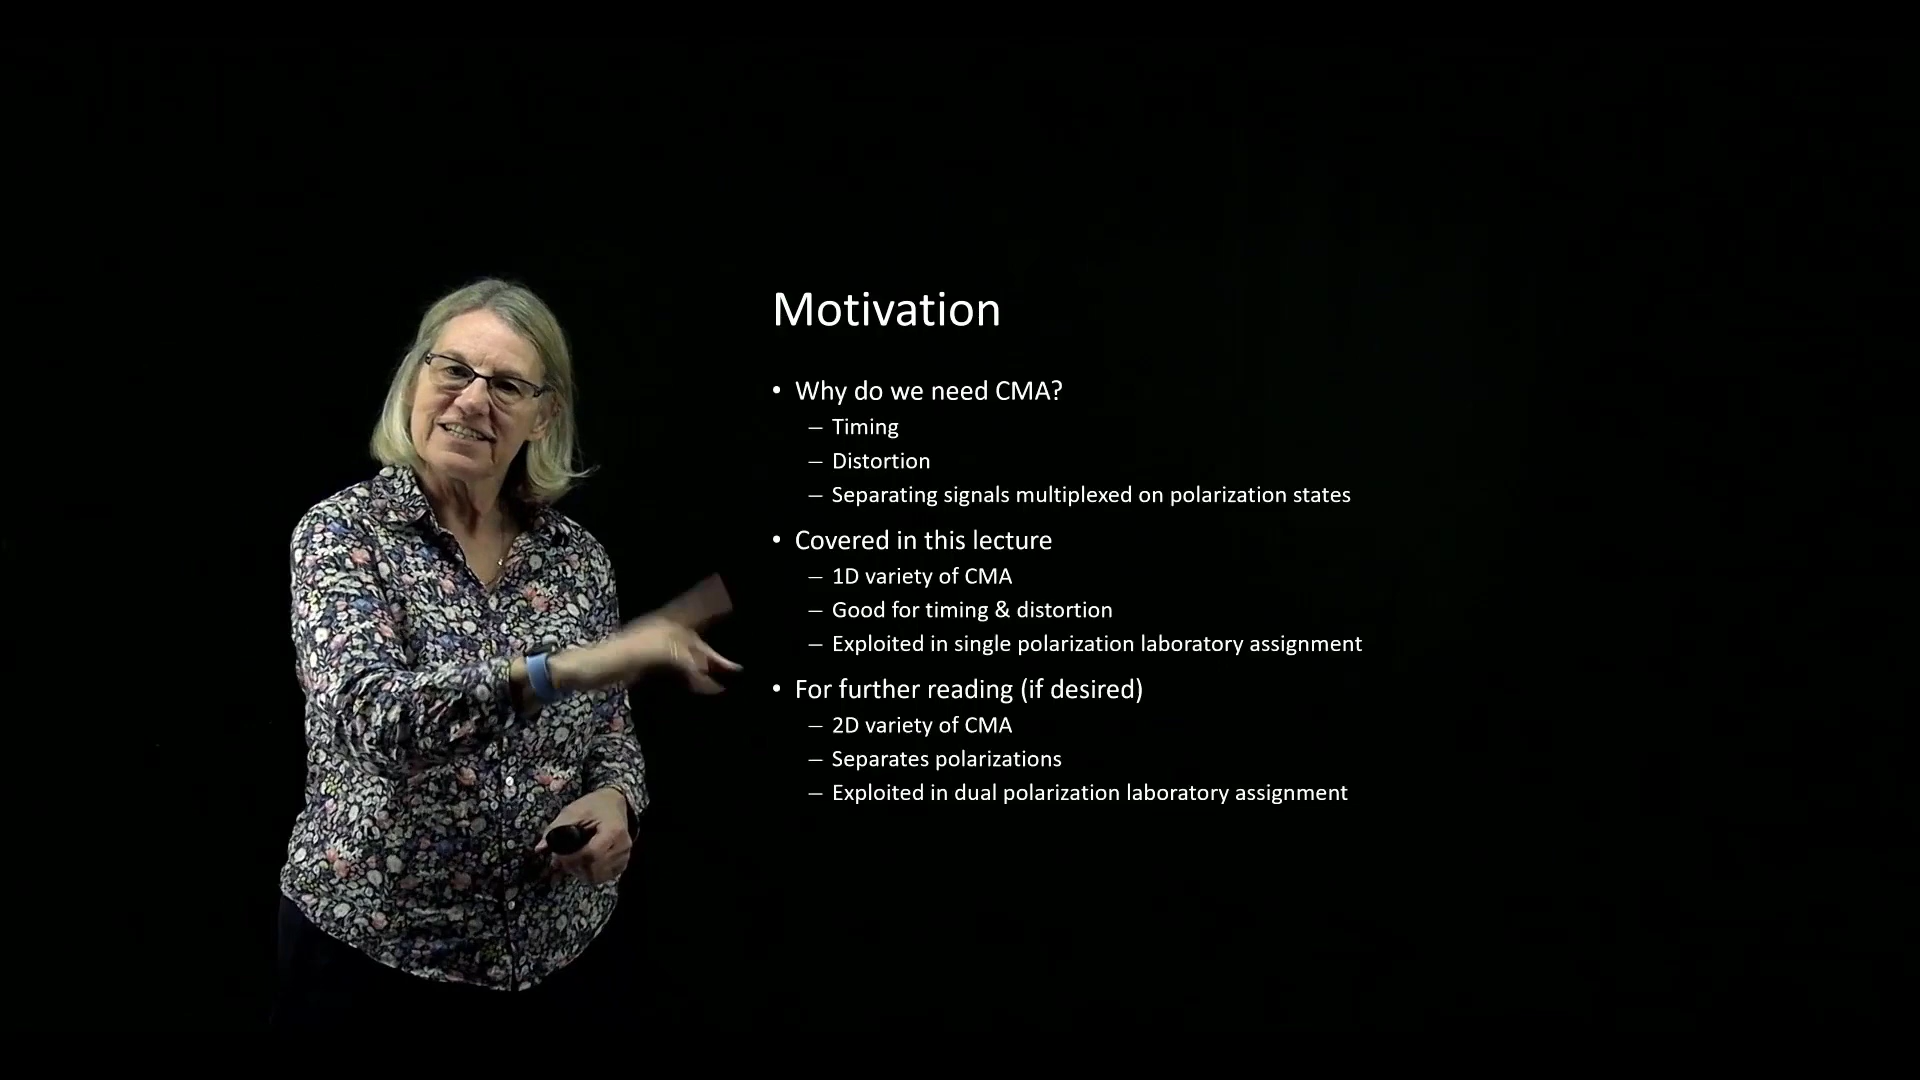 Motivation
• Why do we need CMA?
– Timing
– Distortion
– Separating signals multiplexed on polarization states
• Covered in this lecture
– 1D variety of CMA
– Good for timing & distortion
– Exploited in single polarization laboratory assignment
• For further reading (if desired)
– 2D variety of CMA
– Separates polarizations
– Exploited in dual polarization laboratory assignment